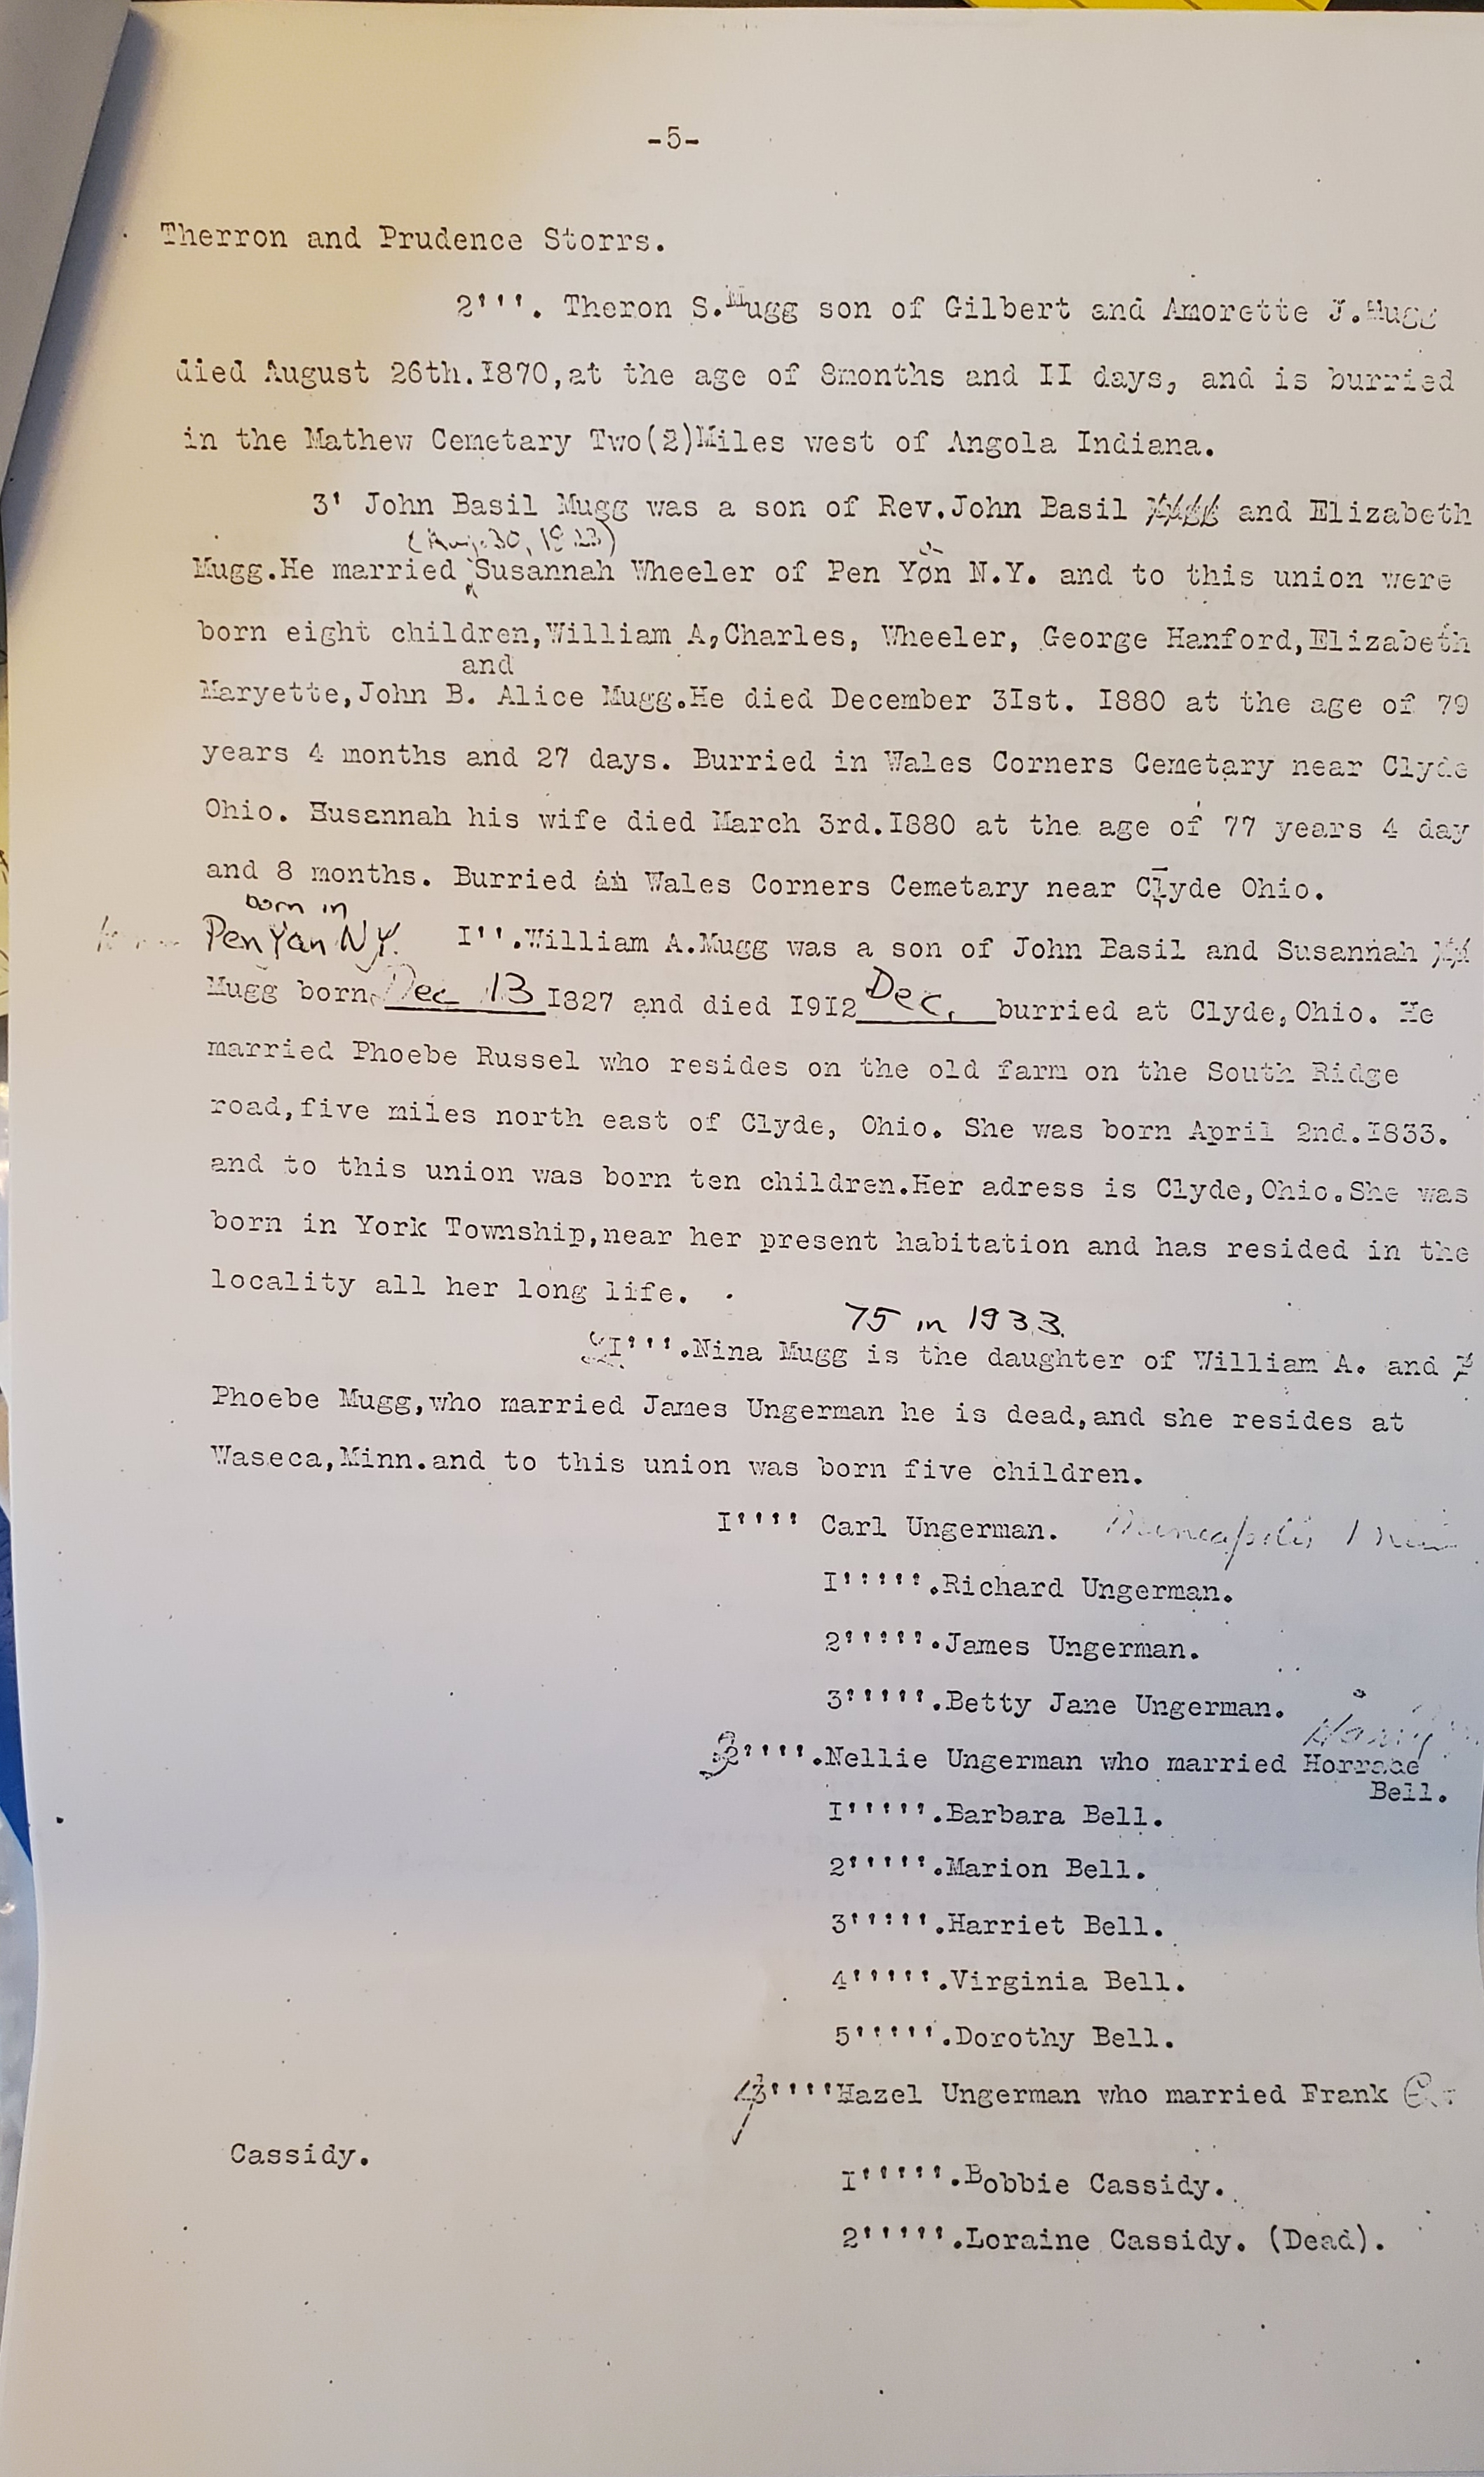 -5-
Therron and Prudence Storrs.
2'''. Theron S.Mugg son of Gilbert and Amorette J.Mugg
died August 26th.I870,at the age of 8months and II days, and is burried
in the Mathew Cemetary Two(2)Miles west of Angola Indiana.
3' John Basil Mugg was a son of Rev.John Basil and Elizabeth
(Aug. 30, 1823)
Mugg.He married Susannah Wheeler of Pen Yon N.Y. and to this union were
born eight children,William A,Charles, Wheeler, George Hanford,Elizabeth
and
Maryette,John B. Alice Mugg.He died December 3Ist. I880 at the age of 79
years 4 months and 27 days. Burried in Wales Corners Cemetary near Clyde
Ohio. Susannah his wife died March 3rd.I880 at the age of 77 years 4 day
and 8 months. Burried in Wales Corners Cemetary near Clyde Ohio.
born in
Pen Yan N.Y. I''.William A.Mugg was a son of John Basil and Susannah
Mugg born Dec 13 I827 and died I9I2 Dec. burried at Clyde,Ohio. He
married Phoebe Russel who resides on the old farm on the South Ridge
road,five miles north east of Clyde, Ohio. She was born April 2nd.I833.
and to this union was born ten children.Her adress is Clyde,Ohio.She was
born in York Township,near her present habitation and has resided in the
locality all her long life.
75 in 1933.
I'''.Nina Mugg is the daughter of William A. and
Phoebe Mugg,who married James Ungerman he is dead,and she resides at
Waseca,Minn.and to this union was born five children.
I'''' Carl Ungerman. Minneapolis
I'''''.Richard Ungerman.
2'''''.James Ungerman.
3'''''.Betty Jane Ungerman.
Harry
2''''.Nellie Ungerman who married Horrace
Bell.
I'''''.Barbara Bell.
2'''''.Marion Bell.
3'''''.Harriet Bell.
4'''''.Virginia Bell.
5'''''.Dorothy Bell.
3''''Hazel Ungerman who married Frank
Cassidy.
I'''''.Bobbie Cassidy.
2'''''.Loraine Cassidy. (Dead).